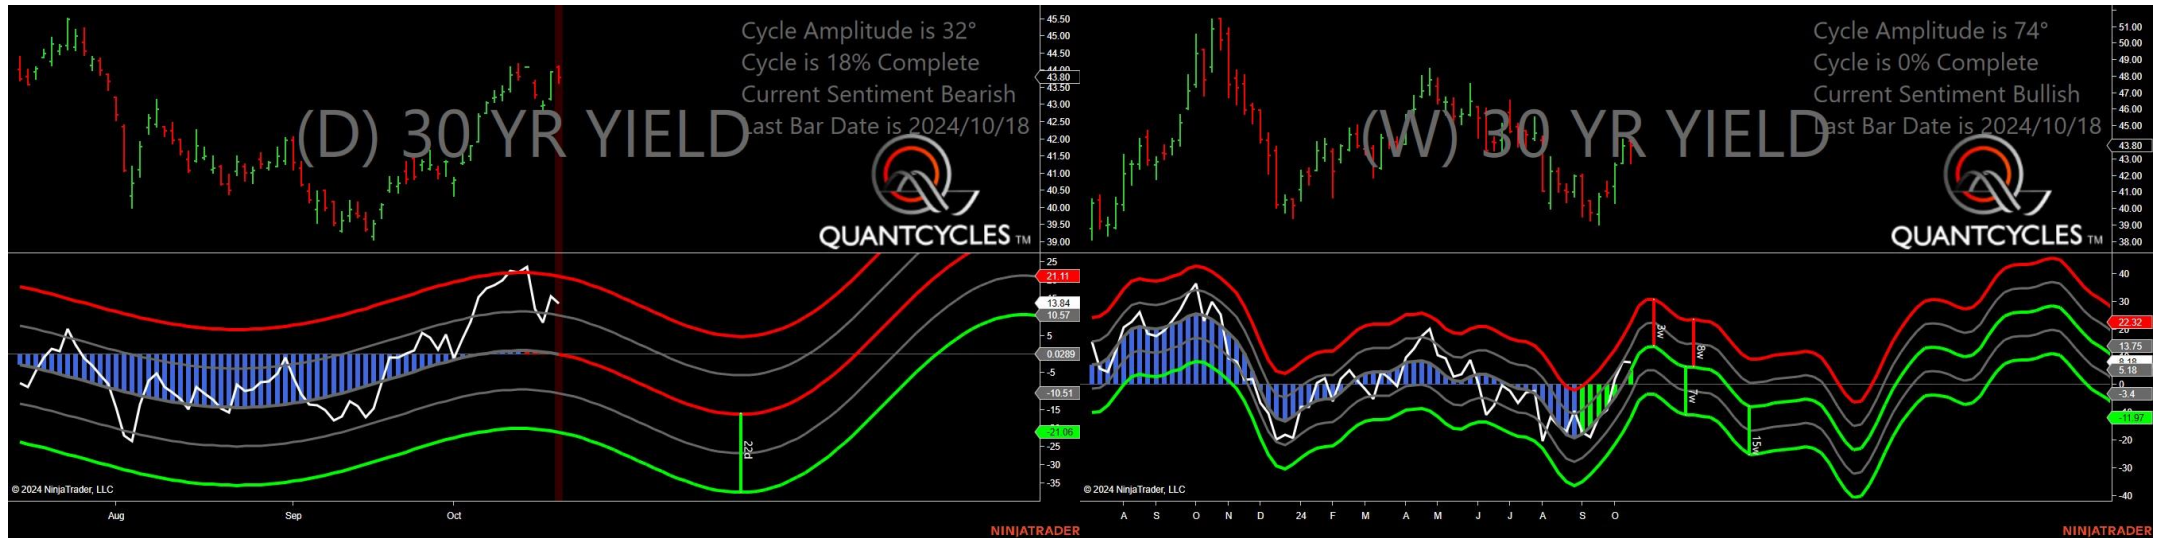 Cycle Amplitude is 32°
Cycle is 18% Complete
Current Sentiment Bearish
Last Bar Date is 2024/10/18
(D) 30 YR YIELD
QUANTCYCLES TM
45.50
45.00
44.50
44.00
43.80
43.50
43.00
42.50
42.00
41.50
41.00
40.50
40.00
39.50
39.00
25
21.11
13.84
10.57
5
0.0289
-5
-10.51
-15
-21.06
-25
-30
-35
22d
© 2024 NinjaTrader, LLC
Aug Sep Oct
NINJATRADER
Cycle Amplitude is 74°
Cycle is 0% Complete
Current Sentiment Bullish
Last Bar Date is 2024/10/18
(W) 30 YR YIELD
QUANTCYCLES TM
51.00
50.00
49.00
48.00
47.00
46.00
45.00
43.80
43.00
42.00
41.00
40.00
39.00
38.00
40
30
22.32
13.75
8.18
5.18
0
-3.4
-11.97
-20
-30
-40
3w
8w
7w
15w
© 2024 NinjaTrader, LLC
A S O N D 24 F M A M J J A S O
NINJATRADER